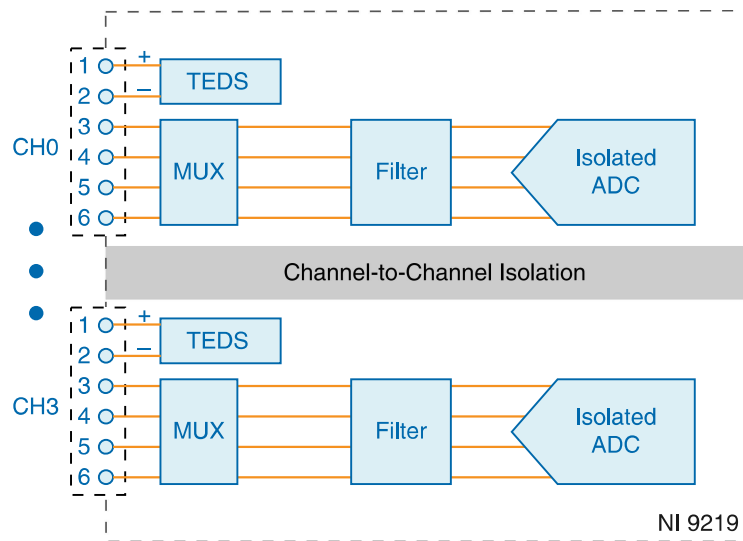 1 + TEDS
2 –
CH0
3
4 MUX Filter Isolated ADC
5
6
Channel-to-Channel Isolation
1 + TEDS
2 –
CH3
3
4 MUX Filter Isolated ADC
5
6
NI 9219